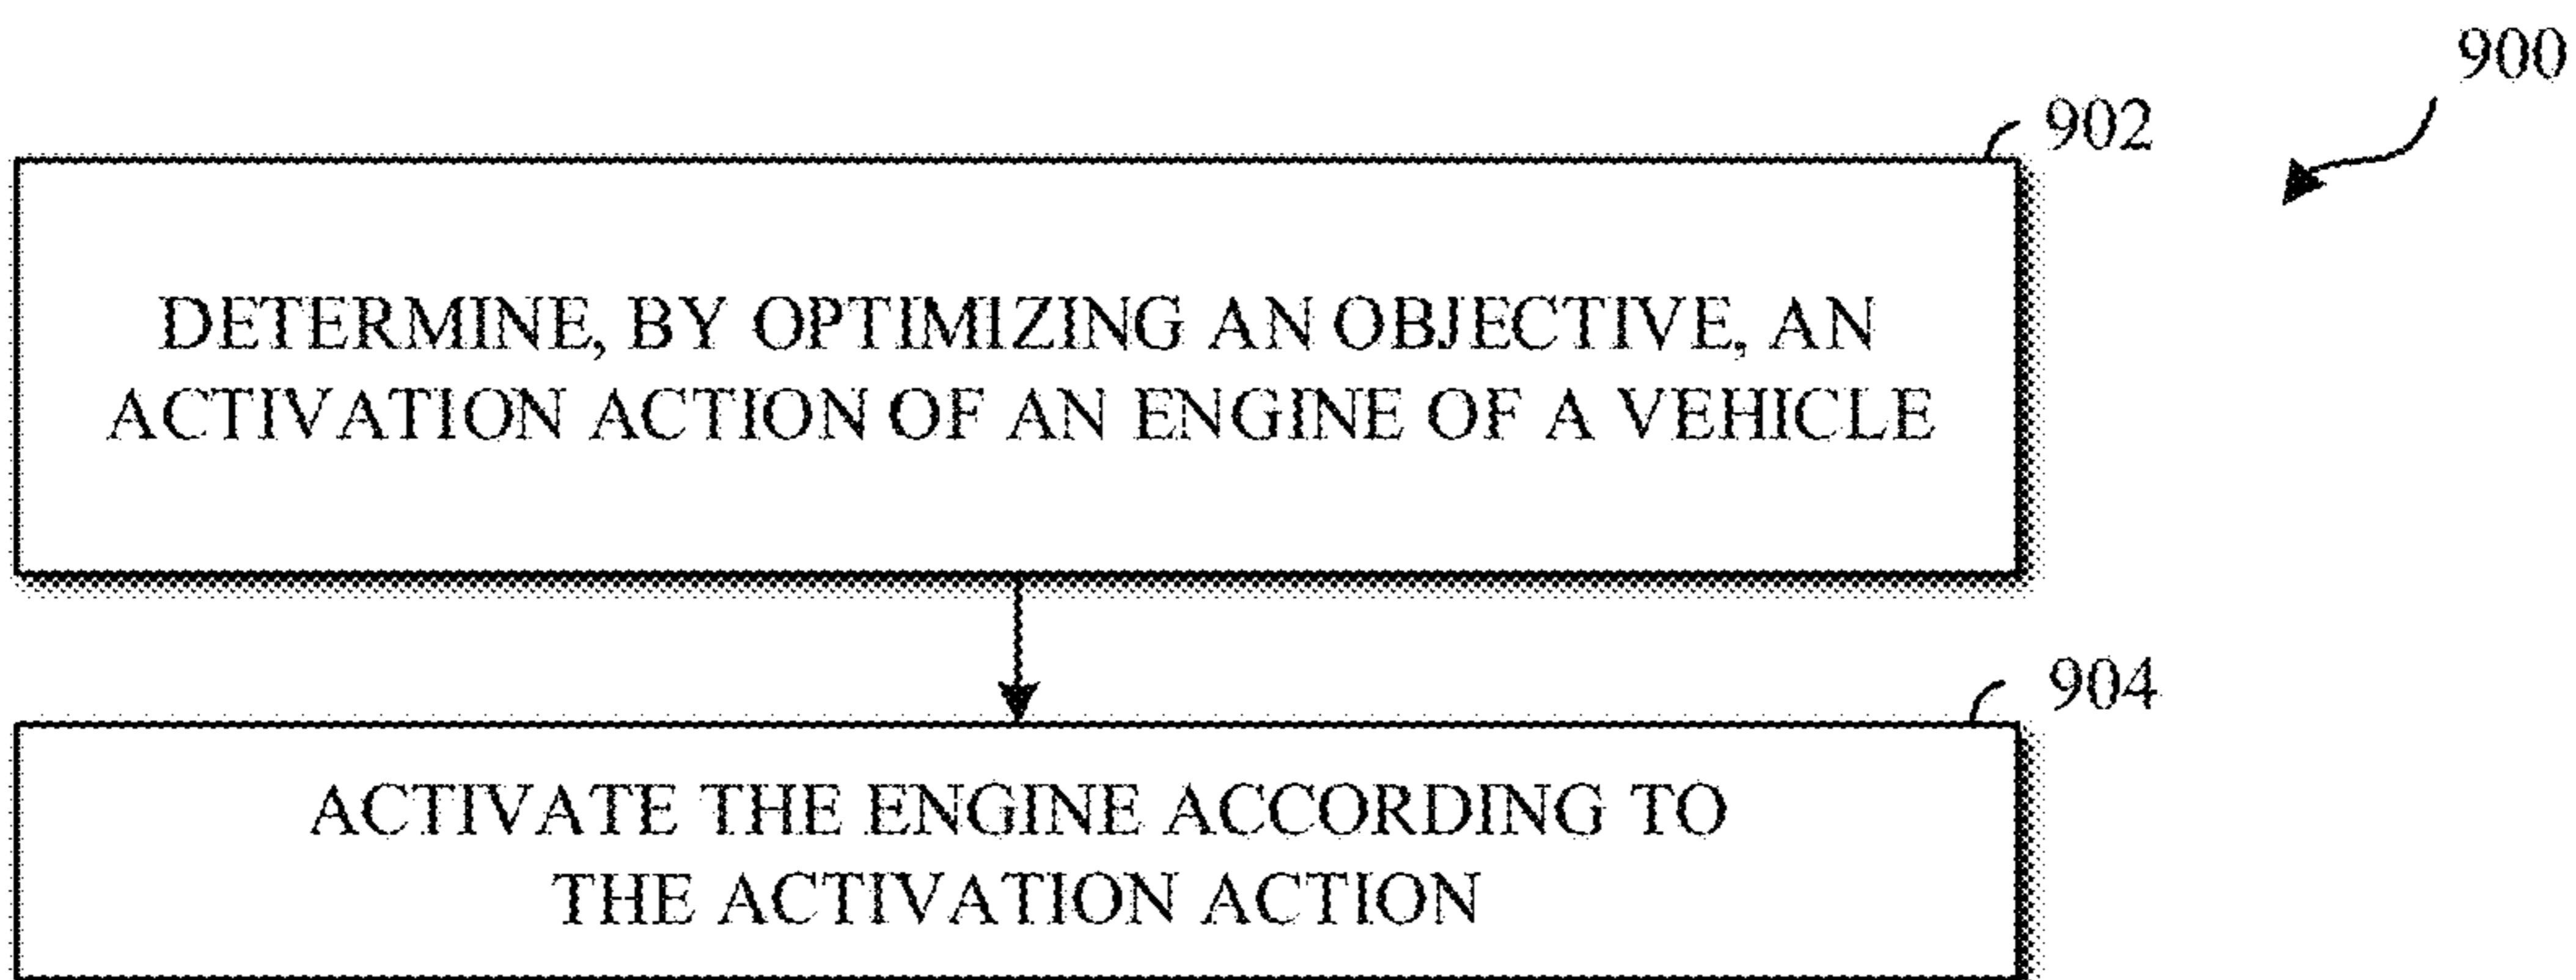 900
902
DETERMINE, BY OPTIMIZING AN OBJECTIVE, AN
ACTIVATION ACTION OF AN ENGINE OF A VEHICLE
904
ACTIVATE THE ENGINE ACCORDING TO
THE ACTIVATION ACTION